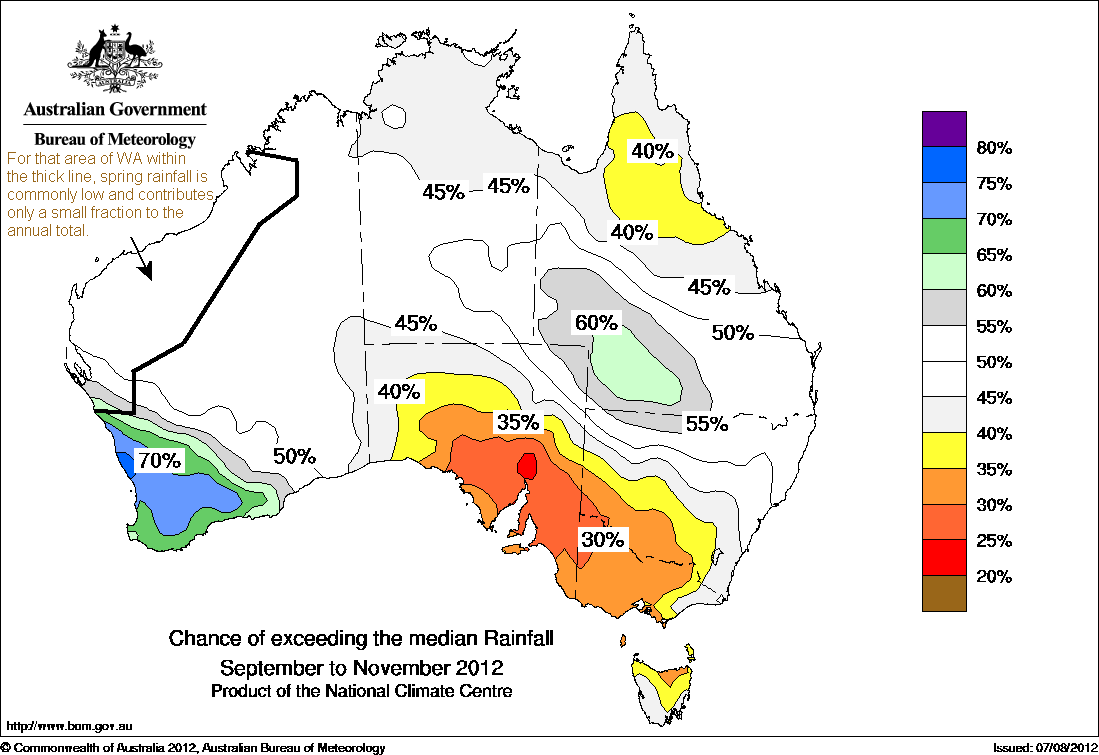 Australian Government
Bureau of Meteorology
For that area of WA within
the thick line, spring rainfall is
commonly low and contributes
only a small fraction to the
annual total.
40%
45%
45%
40%
45%
50%
60%
45%
40%
35%
55%
50%
70%
30%
80%
75%
70%
65%
60%
55%
50%
45%
40%
35%
30%
25%
20%
Chance of exceeding the median Rainfall
September to November 2012
Product of the National Climate Centre
http://www.bom.gov.au
© Commonwealth of Australia 2012, Australian Bureau of Meteorology
Issued: 07/08/2012